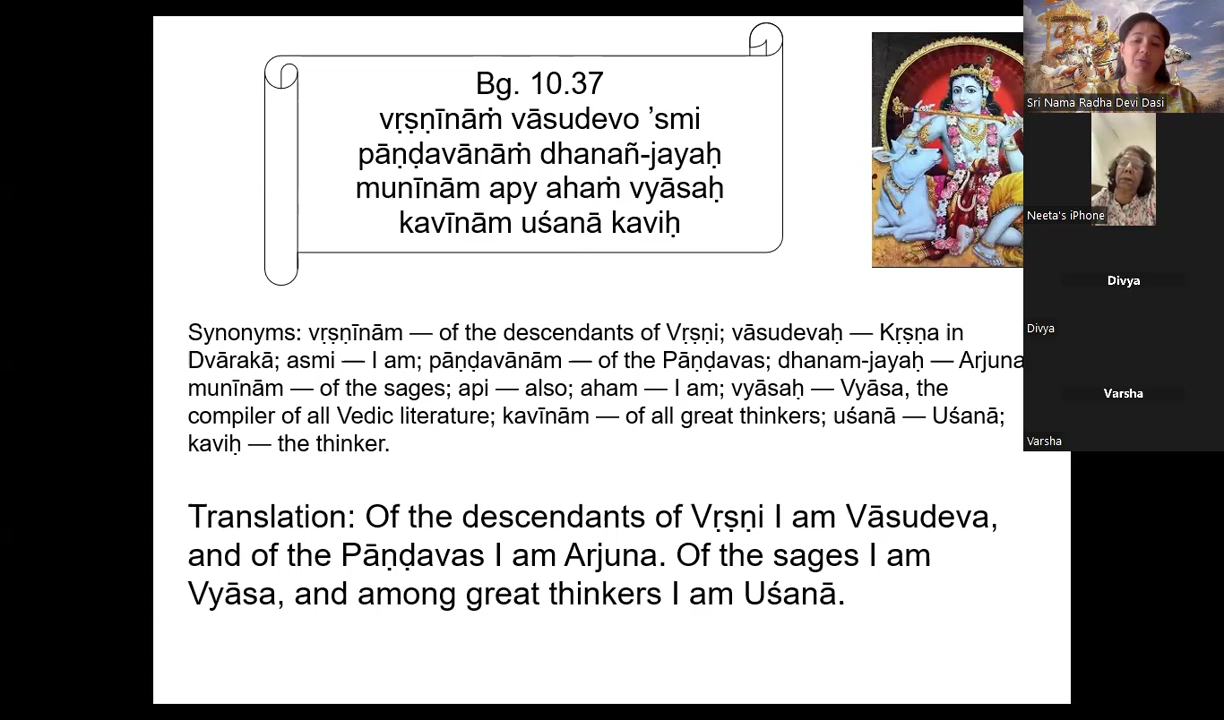 Bg. 10.37
vṛṣṇīnāṁ vāsudevo ’smi
pāṇḍavānāṁ dhanañ-jayaḥ
munīnām apy ahaṁ vyāsaḥ
kavīnām uśanā kaviḥ
Synonyms: vṛṣṇīnām — of the descendants of Vṛṣṇi; vāsudevaḥ — Kṛṣṇa in
Dvārakā; asmi — I am; pāṇḍavānām — of the Pāṇḍavas; dhanam-jayaḥ — Arjuna
munīnām — of the sages; api — also; aham — I am; vyāsaḥ — Vyāsa, the
compiler of all Vedic literature; kavīnām — of all great thinkers; uśanā — Uśanā;
kaviḥ — the thinker.
Translation: Of the descendants of Vṛṣṇi I am Vāsudeva,
and of the Pāṇḍavas I am Arjuna. Of the sages I am
Vyāsa, and among great thinkers I am Uśanā.
Sri Nama Radha Devi Dasi
Neeta's iPhone
Divya
Divya
Varsha
Varsha